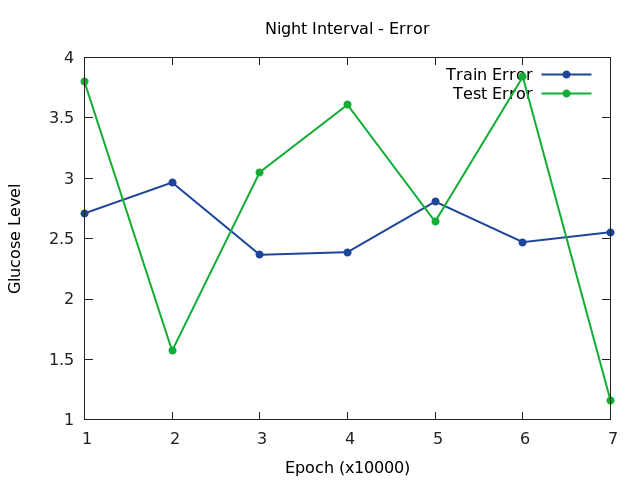 Night Interval - Error
Train Error
Test Error
Glucose Level
4
3.5
3
2.5
2
1.5
1
1 2 3 4 5 6 7
Epoch (x10000)